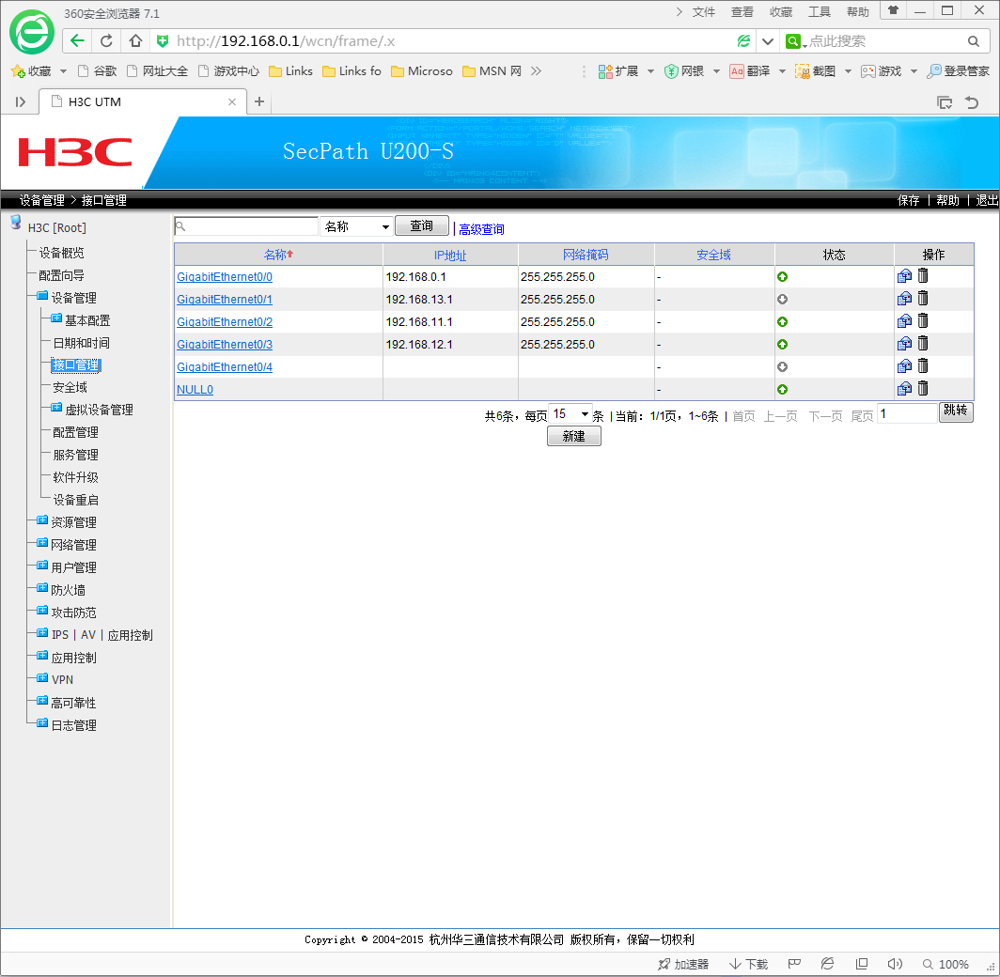 360安全浏览器 7.1
文件 查看 收藏 工具 帮助
http://192.168.0.1/wcn/frame/.x
点此搜索
收藏 谷歌 网址大全 游戏中心 Links Links fo Microso MSN 网 扩展 网银 翻译 截图 游戏 登录管家
H3C UTM
H3C
SecPath U200-S
设备管理 > 接口管理
保存 | 帮助 | 退出
H3C [Root]
设备概览
配置向导
设备管理
基本配置
日期和时间
接口管理
安全域
虚拟设备管理
配置管理
服务管理
软件升级
设备重启
资源管理
网络管理
用户管理
防火墙
攻击防范
IPS | AV | 应用控制
应用控制
VPN
高可靠性
日志管理
名称 查询 | 高级查询
名称 IP地址 网络掩码 安全域 状态 操作
GigabitEthernet0/0 192.168.0.1 255.255.255.0 -
GigabitEthernet0/1 192.168.13.1 255.255.255.0 -
GigabitEthernet0/2 192.168.11.1 255.255.255.0 -
GigabitEthernet0/3 192.168.12.1 255.255.255.0 -
GigabitEthernet0/4 -
NULL0 -
共6条，每页 15 条 | 当前：1/1页，1~6条 | 首页 上一页 下一页 尾页 1 跳转
新建
Copyright © 2004-2015 杭州华三通信技术有限公司 版权所有，保留一切权利
加速器 下载 100%